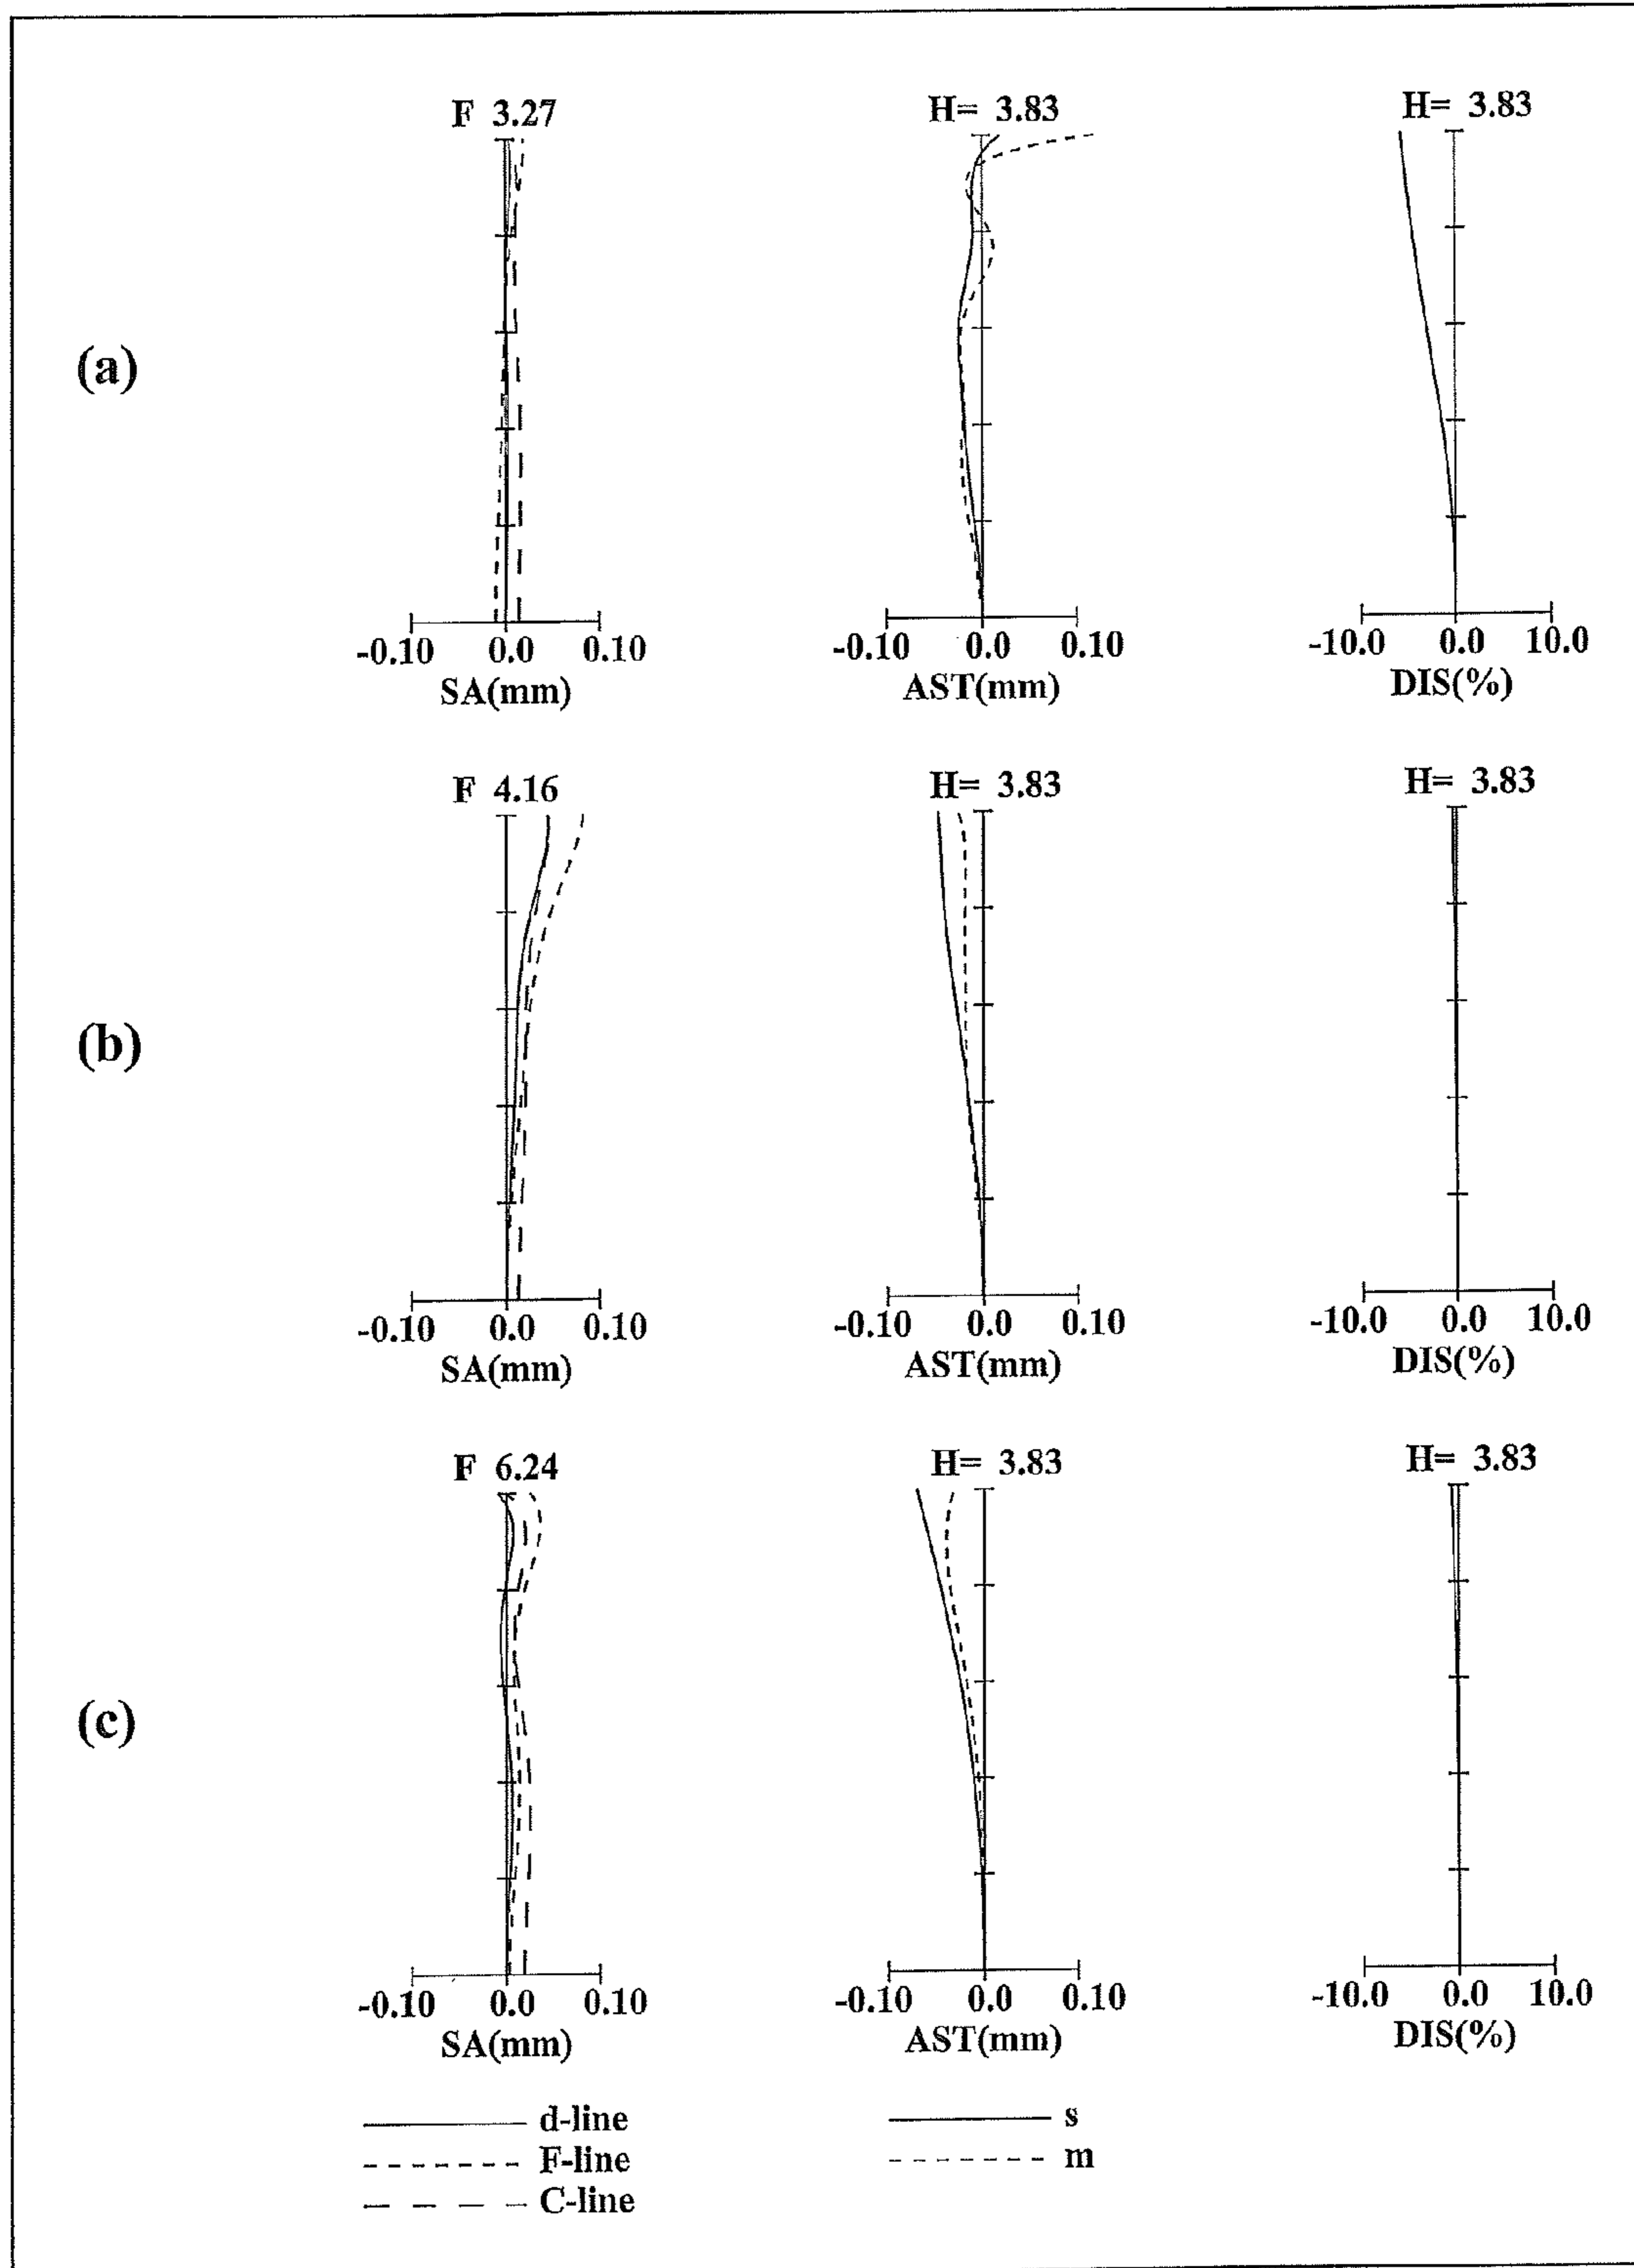 F 3.27 H= 3.83 H= 3.83
(a)
-0.10 0.0 0.10 -0.10 0.0 0.10 -10.0 0.0 10.0
SA(mm) AST(mm) DIS(%)
F 4.16 H= 3.83 H= 3.83
(b)
-0.10 0.0 0.10 -0.10 0.0 0.10 -10.0 0.0 10.0
SA(mm) AST(mm) DIS(%)
F 6.24 H= 3.83 H= 3.83
(c)
-0.10 0.0 0.10 -0.10 0.0 0.10 -10.0 0.0 10.0
SA(mm) AST(mm) DIS(%)
d-line s
F-line m
C-line